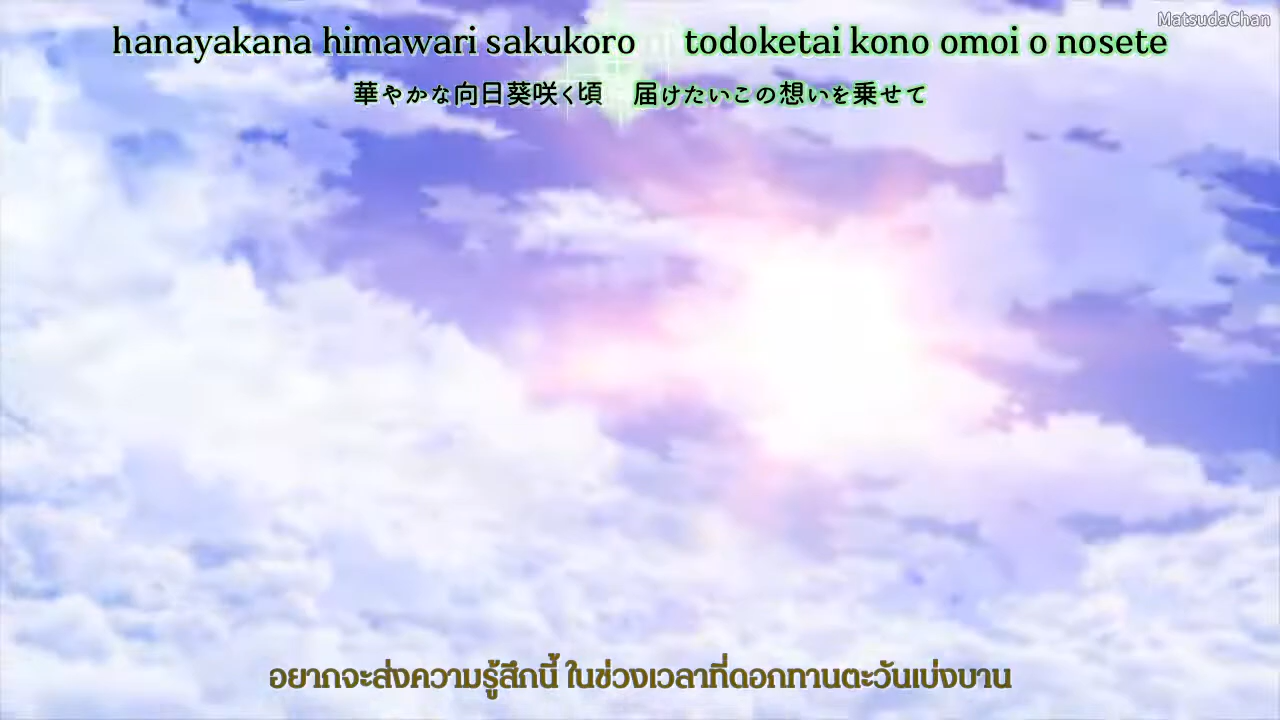 MatsudaChan
hanayakana himawari sakukoro todoketai kono omoi o nosete
華やかな向日葵咲く頃 届けたいこの想いを乗せて
อยากจะส่งความรู้สึกนี้ ในช่วงเวลาที่ดอกทานตะวันเบ่งบาน